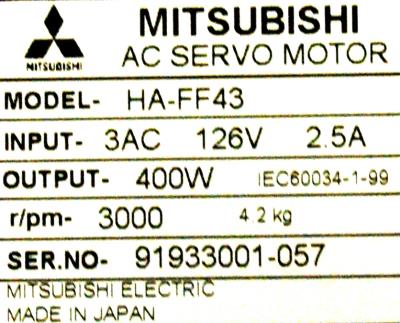 MITSUBISHI
AC SERVO MOTOR
MITSUBISHI
MODEL- HA-FF43
INPUT- 3AC 126V 2.5A
OUTPUT- 400W IEC60034-1-99
r/pm- 3000 4.2 kg
SER.NO- 91933001-057
MITSUBISHI ELECTRIC
MADE IN JAPAN